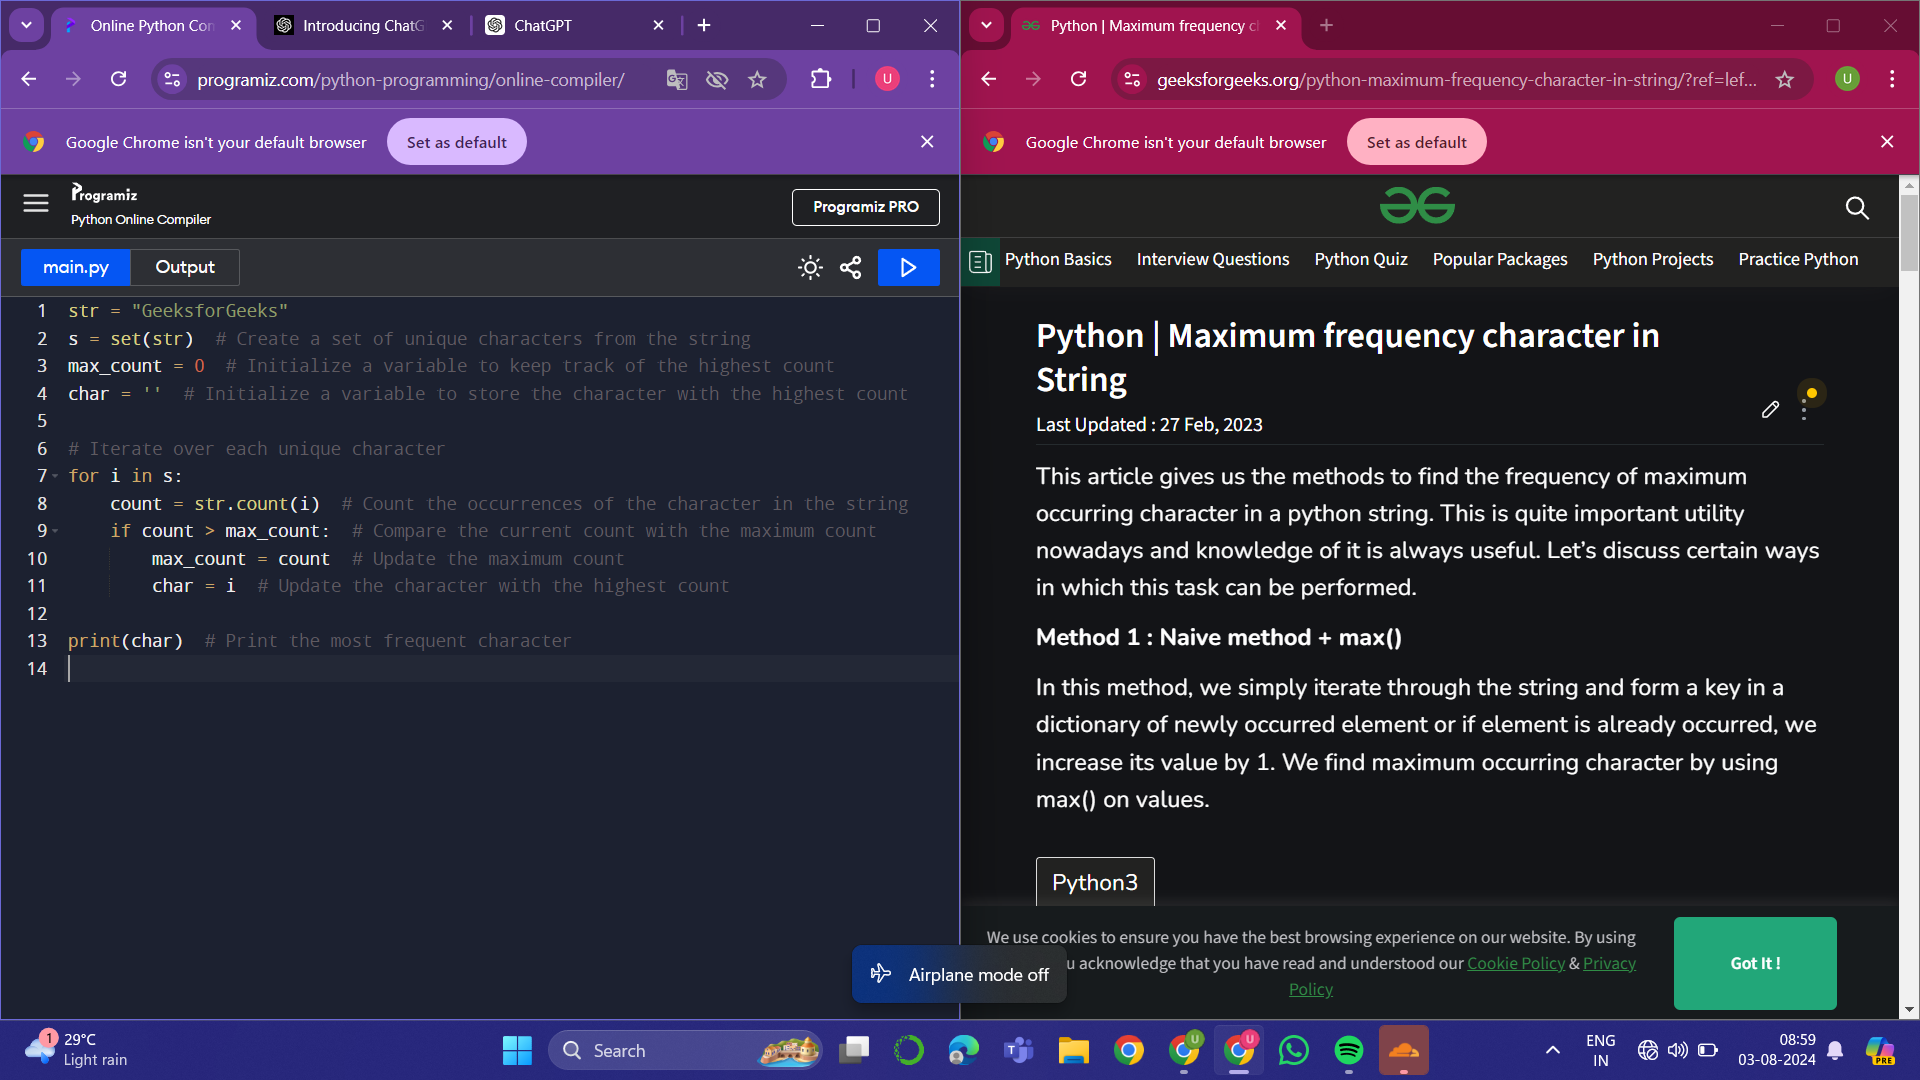 Online Python Con
Introducing ChatG
ChatGPT
programiz.com/python-programming/online-compiler/
U
Google Chrome isn't your default browser
Set as default
Programiz
Python Online Compiler
Programiz PRO
main.py
Output
1 str = "GeeksforGeeks"
2 s = set(str)  # Create a set of unique characters from the string
3 max_count = 0  # Initialize a variable to keep track of the highest count
4 char = ''  # Initialize a variable to store the character with the highest count
5
6 # Iterate over each unique character
7 for i in s:
8     count = str.count(i)  # Count the occurrences of the character in the string
9     if count > max_count:  # Compare the current count with the maximum count
10         max_count = count  # Update the maximum count
11         char = i  # Update the character with the highest count
12
13 print(char)  # Print the most frequent character
14
Python | Maximum frequency cl
geeksforgeeks.org/python-maximum-frequency-character-in-string/?ref=lef...
U
Google Chrome isn't your default browser
Set as default
Python Basics
Interview Questions
Python Quiz
Popular Packages
Python Projects
Practice Python
Python | Maximum frequency character in
String
Last Updated : 27 Feb, 2023
This article gives us the methods to find the frequency of maximum
occurring character in a python string. This is quite important utility
nowadays and knowledge of it is always useful. Let’s discuss certain ways
in which this task can be performed.
Method 1 : Naive method + max()
In this method, we simply iterate through the string and form a key in a
dictionary of newly occurred element or if element is already occurred, we
increase its value by 1. We find maximum occurring character by using
max() on values.
Python3
We use cookies to ensure you have the best browsing experience on our website. By using
u acknowledge that you have read and understood our Cookie Policy & Privacy
Policy
Got It !
Airplane mode off
1
29°C
Light rain
Search
U
U
ENG
IN
08:59
03-08-2024
PRE